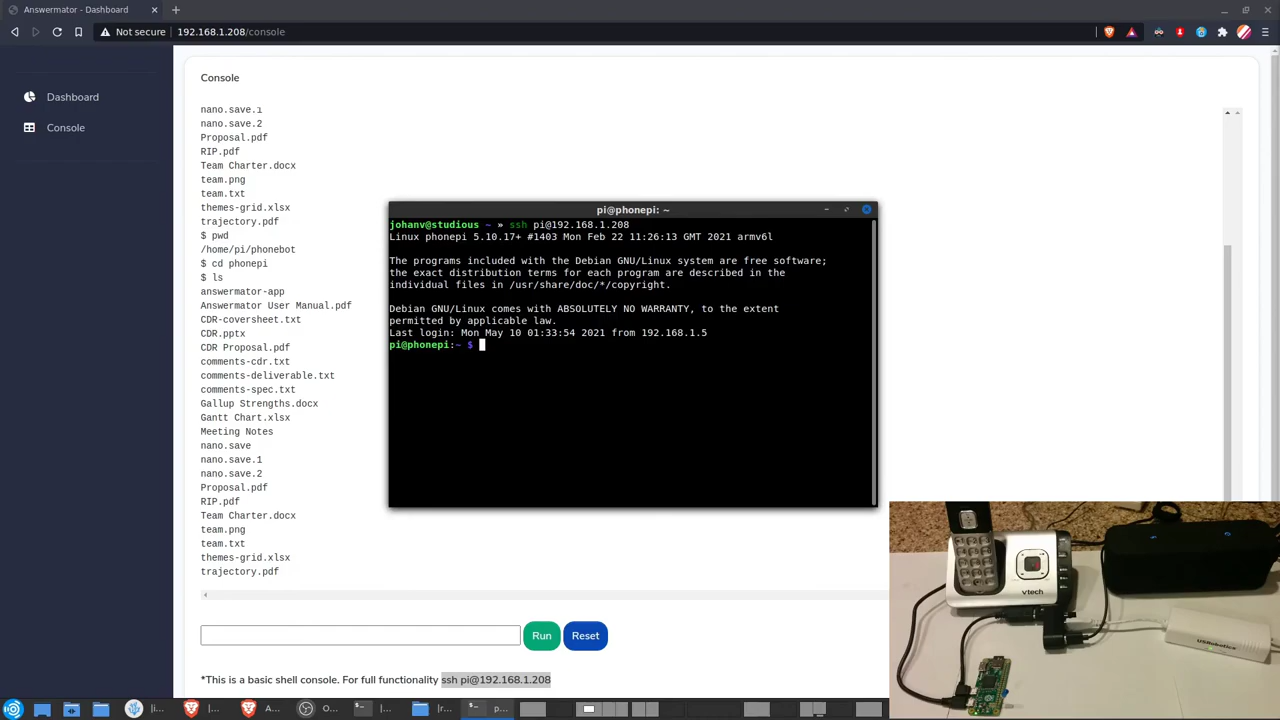 Answermator - Dashboard
Not secure
192.168.1.208/console
Dashboard
Console
Console
nano.save.1
nano.save.2
Proposal.pdf
RIP.pdf
Team Charter.docx
team.png
team.txt
themes-grid.xlsx
trajectory.pdf
$ pwd
/home/pi/phonebot
$ cd phonepi
$ ls
answermator-app
Answermator User Manual.pdf
CDR-coversheet.txt
CDR.pptx
CDR Proposal.pdf
comments-cdr.txt
comments-deliverable.txt
comments-spec.txt
Gallup Strengths.docx
Gantt Chart.xlsx
Meeting Notes
nano.save
nano.save.1
nano.save.2
Proposal.pdf
RIP.pdf
Team Charter.docx
team.png
team.txt
themes-grid.xlsx
trajectory.pdf
pi@phonepi: ~
johanv@studious ~ » ssh pi@192.168.1.208
Linux phonepi 5.10.17+ #1403 Mon Feb 22 11:26:13 GMT 2021 armv6l
The programs included with the Debian GNU/Linux system are free software;
the exact distribution terms for each program are described in the
individual files in /usr/share/doc/*/copyright.
Debian GNU/Linux comes with ABSOLUTELY NO WARRANTY, to the extent
permitted by applicable law.
Last login: Mon May 10 01:33:54 2021 from 192.168.1.5
pi@phonepi:~ $
Run
Reset
*This is a basic shell console. For full functionality ssh pi@192.168.1.208
vtech
USRobotics
|i...
|...
A...
O...
|...
|r...
p...